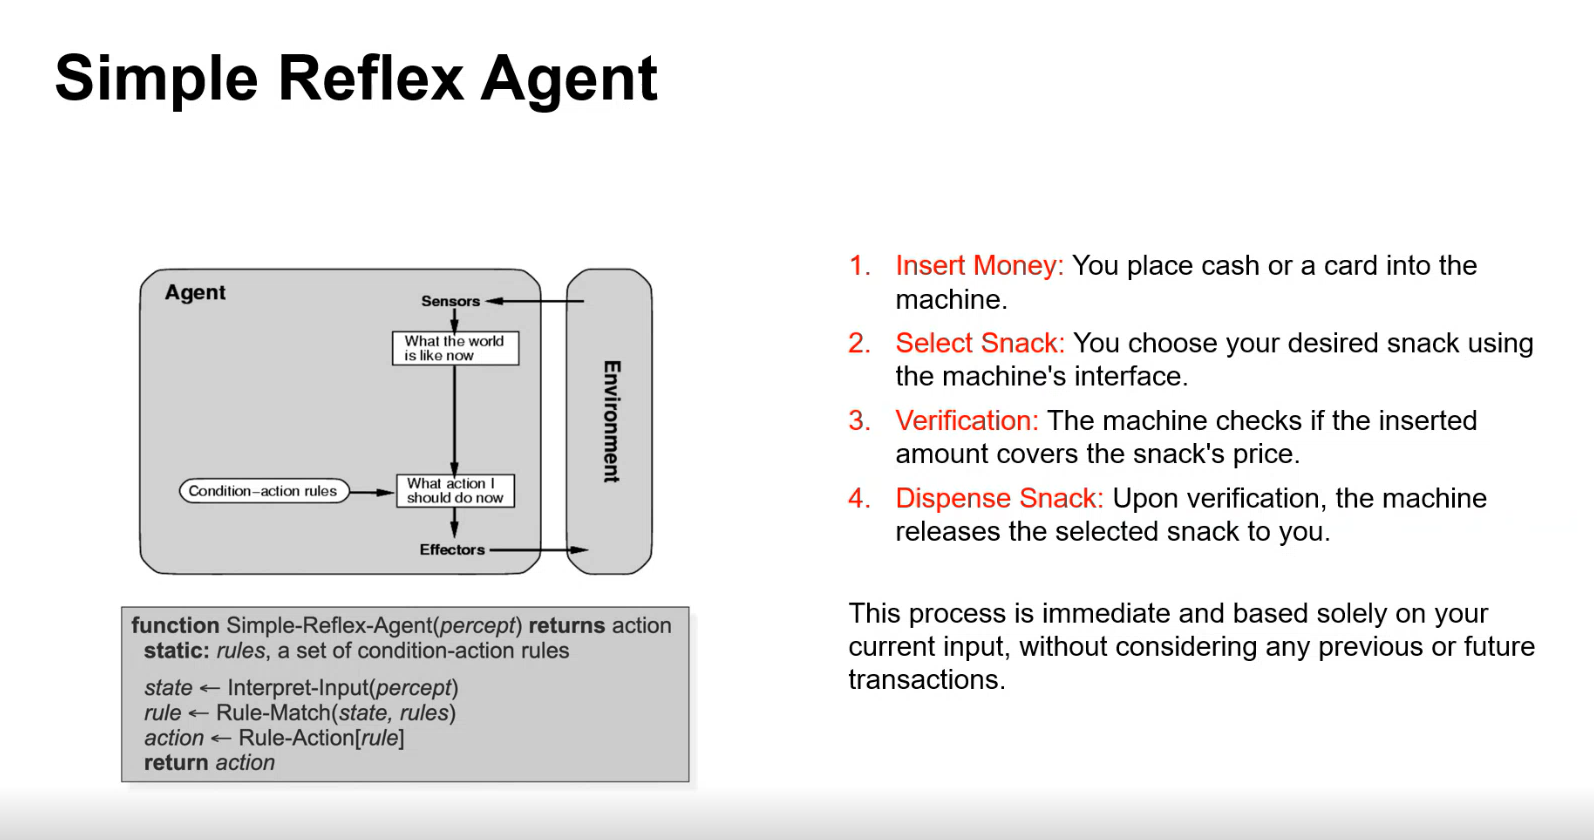 Simple Reflex Agent
Agent
Sensors
What the world
is like now
Condition–action rules
What action I
should do now
Effectors
Environment
function Simple-Reflex-Agent(percept) returns action
static: rules, a set of condition-action rules
state ← Interpret-Input(percept)
rule ← Rule-Match(state, rules)
action ← Rule-Action[rule]
return action
1. Insert Money: You place cash or a card into the
machine.
2. Select Snack: You choose your desired snack using
the machine's interface.
3. Verification: The machine checks if the inserted
amount covers the snack's price.
4. Dispense Snack: Upon verification, the machine
releases the selected snack to you.
This process is immediate and based solely on your
current input, without considering any previous or future
transactions.